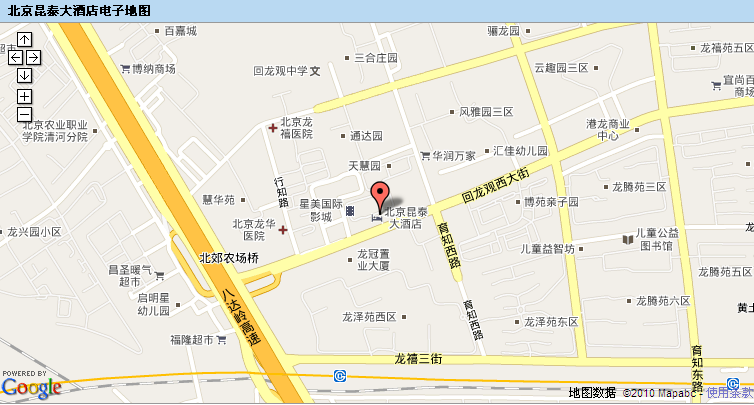 北京昆泰大酒店电子地图
百嘉城
骊龙园
三合庄园
龙禧苑五区
博纳商场
回龙观中学
云趣园三区
宜尚百
北京农业职业
学院清河分院
北京龙
禧医院
通达园
风雅园三区
港龙商业
中心
天慧园
华润万家
汇佳幼儿园
行知路
回龙观西大街
慧华苑
星美国际
影城
北京昆泰
大酒店
博苑亲子园
龙腾苑三区
北京龙华
医院
育知西路
儿童公益
图书馆
龙兴园小区
北郊农场桥
龙冠置
业大厦
儿童益智坊
昌圣暖气
超市
龙腾苑五区
启明星
幼儿园
八达岭高速
龙泽苑西区
育知西路
龙泽苑东区
龙腾苑六区
黄土
福隆超市
龙禧三街
育知东路
POWERED BY
Google
地图数据 ©2010 Mapabc - 使用条款